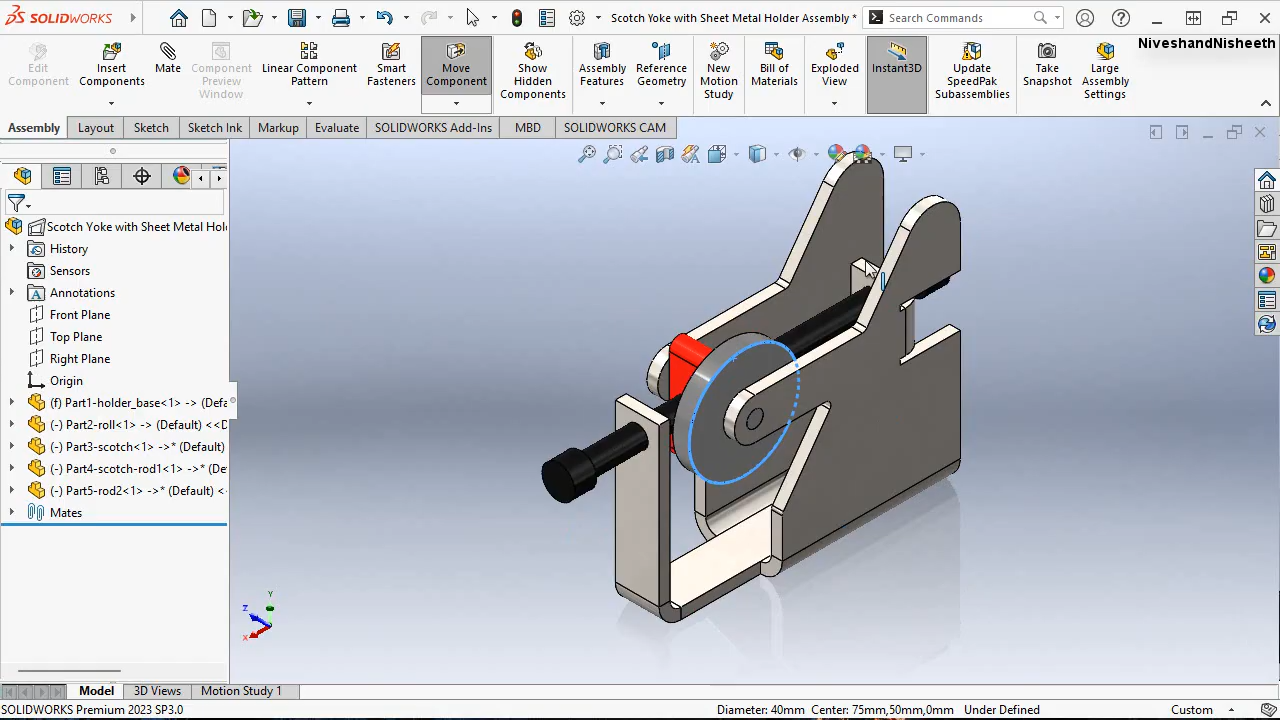 SOLIDWORKS
Scotch Yoke with Sheet Metal Holder Assembly *
Search Commands
Edit
Component
Insert
Components
Mate
Component
Preview
Window
Linear Component
Pattern
Smart
Fasteners
Move
Component
Show
Hidden
Components
Assembly
Features
Reference
Geometry
New
Motion
Study
Bill of
Materials
Exploded
View
Instant3D
Update
SpeedPak
Subassemblies
Take
Snapshot
Large
Assembly
Settings
NiveshandNisheeth
Assembly Layout Sketch Sketch Ink Markup Evaluate SOLIDWORKS Add-Ins MBD SOLIDWORKS CAM
Scotch Yoke with Sheet Metal Hol
History
Sensors
Annotations
Front Plane
Top Plane
Right Plane
Origin
(f) Part1-holder_base<1> -> (Defa
(-) Part2-roll<1> -> (Default) <<D
(-) Part3-scotch<1> ->* (Default)
(-) Part4-scotch-rod1<1> ->* (De
(-) Part5-rod2<1> ->* (Default) <
Mates
Y
Z
X
Model 3D Views Motion Study 1
SOLIDWORKS Premium 2023 SP3.0 Diameter: 40mm Center: 75mm,50mm,0mm Under Defined Custom